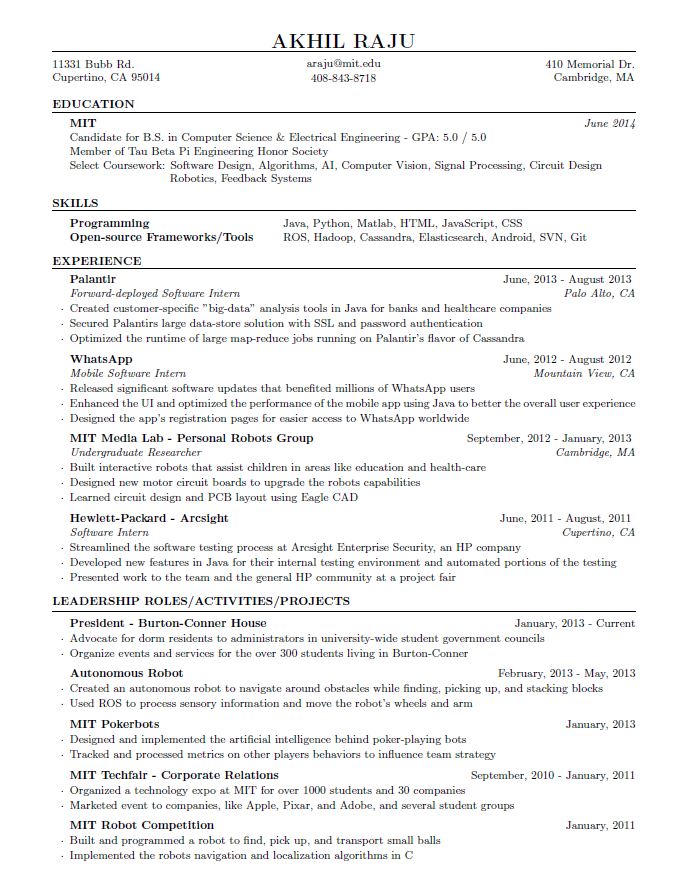 AKHIL RAJU
11331 Bubb Rd. araju@mit.edu 410 Memorial Dr.
Cupertino, CA 95014 408-843-8718 Cambridge, MA
EDUCATION
MIT June 2014
Candidate for B.S. in Computer Science & Electrical Engineering - GPA: 5.0 / 5.0
Member of Tau Beta Pi Engineering Honor Society
Select Coursework: Software Design, Algorithms, AI, Computer Vision, Signal Processing, Circuit Design
Robotics, Feedback Systems
SKILLS
Programming Java, Python, Matlab, HTML, JavaScript, CSS
Open-source Frameworks/Tools ROS, Hadoop, Cassandra, Elasticsearch, Android, SVN, Git
EXPERIENCE
Palantir June, 2013 - August 2013
Forward-deployed Software Intern Palo Alto, CA
· Created customer-specific "big-data" analysis tools in Java for banks and healthcare companies
· Secured Palantirs large data-store solution with SSL and password authentication
· Optimized the runtime of large map-reduce jobs running on Palantir's flavor of Cassandra
WhatsApp June, 2012 - August 2012
Mobile Software Intern Mountain View, CA
· Released significant software updates that benefited millions of WhatsApp users
· Enhanced the UI and optimized the performance of the mobile app using Java to better the overall user experience
· Designed the app's registration pages for easier access to WhatsApp worldwide
MIT Media Lab - Personal Robots Group September, 2012 - January, 2013
Undergraduate Researcher Cambridge, MA
· Built interactive robots that assist children in areas like education and health-care
· Designed new motor circuit boards to upgrade the robots capabilities
· Learned circuit design and PCB layout using Eagle CAD
Hewlett-Packard - Arcsight June, 2011 - August, 2011
Software Intern Cupertino, CA
· Streamlined the software testing process at Arcsight Enterprise Security, an HP company
· Developed new features in Java for their internal testing environment and automated portions of the testing
· Presented work to the team and the general HP community at a project fair
LEADERSHIP ROLES/ACTIVITIES/PROJECTS
President - Burton-Conner House January, 2013 - Current
· Advocate for dorm residents to administrators in university-wide student government councils
· Organize events and services for the over 300 students living in Burton-Conner
Autonomous Robot February, 2013 - May, 2013
· Created an autonomous robot to navigate around obstacles while finding, picking up, and stacking blocks
· Used ROS to process sensory information and move the robot's wheels and arm
MIT Pokerbots January, 2013
· Designed and implemented the artificial intelligence behind poker-playing bots
· Tracked and processed metrics on other players behaviors to influence team strategy
MIT Techfair - Corporate Relations September, 2010 - January, 2011
· Organized a technology expo at MIT for over 1000 students and 30 companies
· Marketed event to companies, like Apple, Pixar, and Adobe, and several student groups
MIT Robot Competition January, 2011
· Built and programmed a robot to find, pick up, and transport small balls
· Implemented the robots navigation and localization algorithms in C